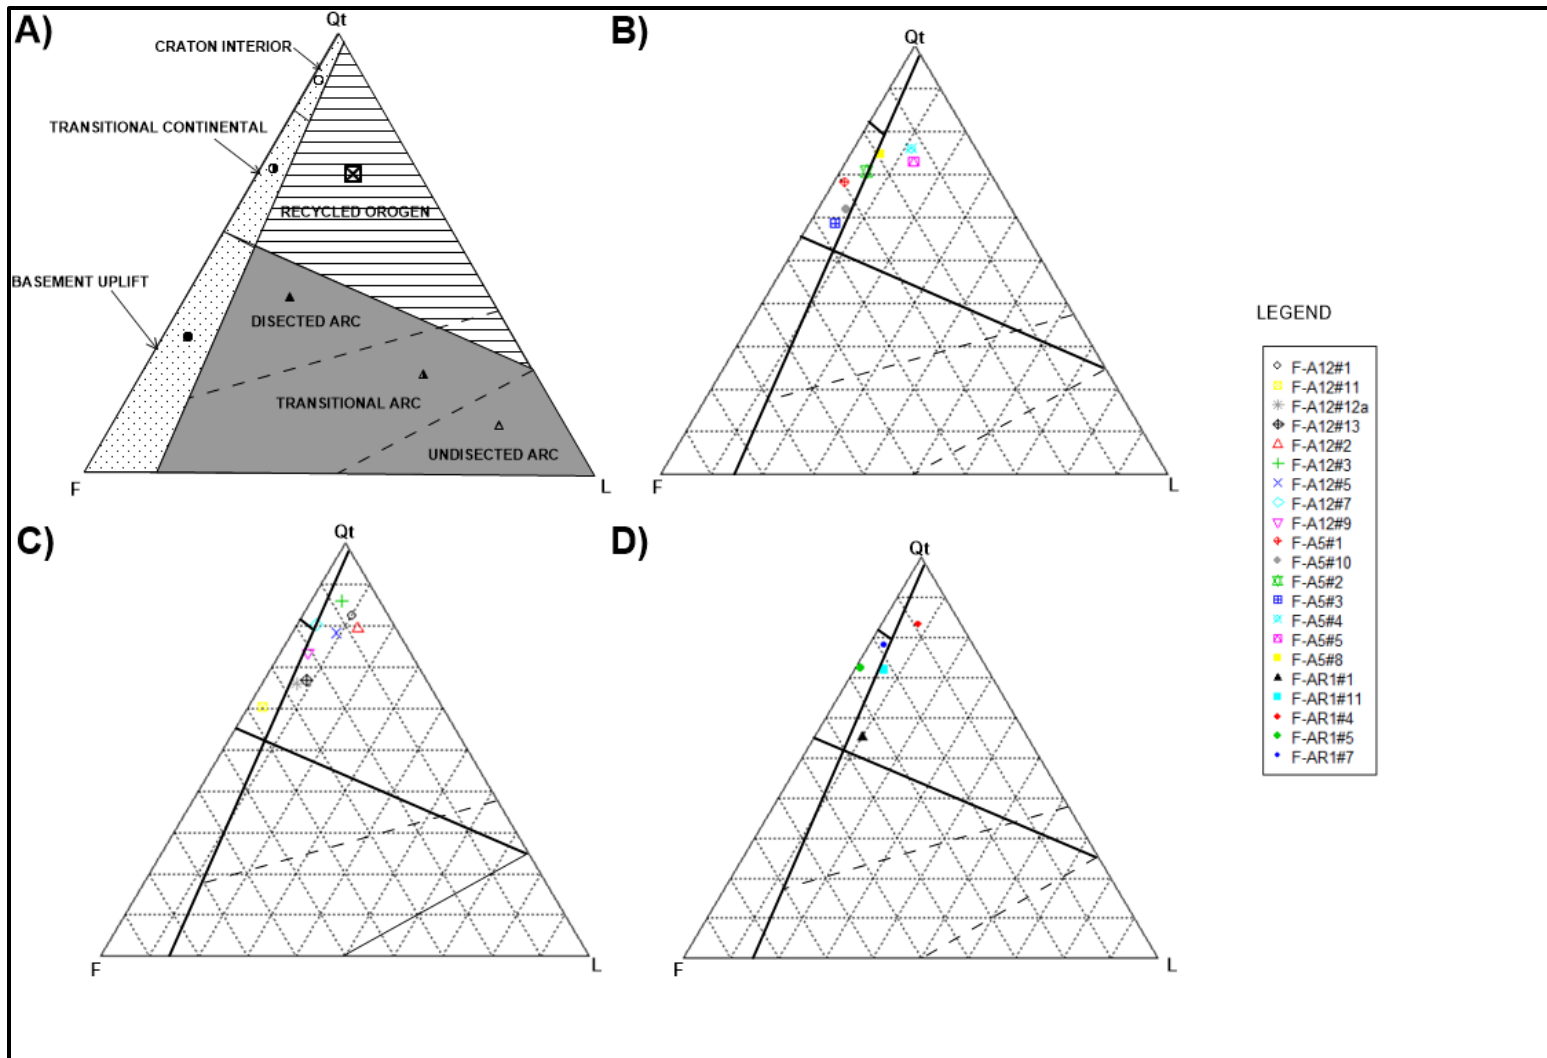 A)
Qt
CRATON INTERIOR
TRANSITIONAL CONTINENTAL
RECYCLED OROGEN
BASEMENT UPLIFT
DISECTED ARC
TRANSITIONAL ARC
UNDISECTED ARC
F
L
B)
Qt
F
L
C)
Qt
F
L
D)
Qt
F
L
LEGEND
F-A12#1
F-A12#11
F-A12#12a
F-A12#13
F-A12#2
F-A12#3
F-A12#5
F-A12#7
F-A12#9
F-A5#1
F-A5#10
F-A5#2
F-A5#3
F-A5#4
F-A5#5
F-A5#8
F-AR1#1
F-AR1#11
F-AR1#4
F-AR1#5
F-AR1#7